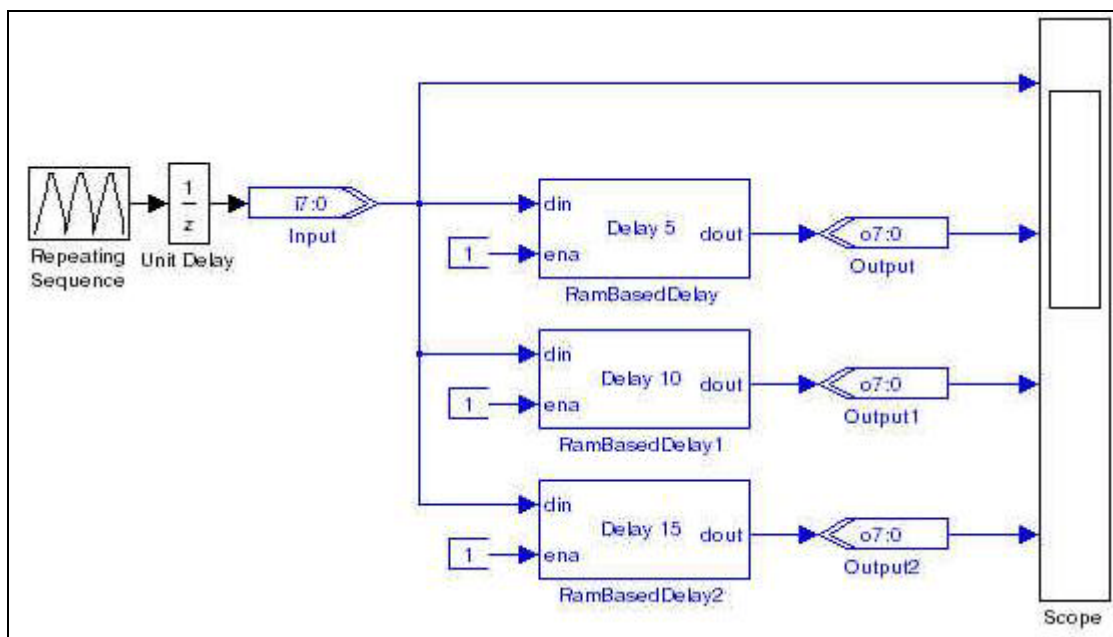 Repeating
Sequence
1
z
Unit Delay
i7:0
Input
din
ena
Delay 5
dout
1
RamBasedDelay
o7:0
Output
din
ena
Delay 10
dout
1
RamBasedDelay1
o7:0
Output1
din
ena
Delay 15
dout
1
RamBasedDelay2
o7:0
Output2
Scope